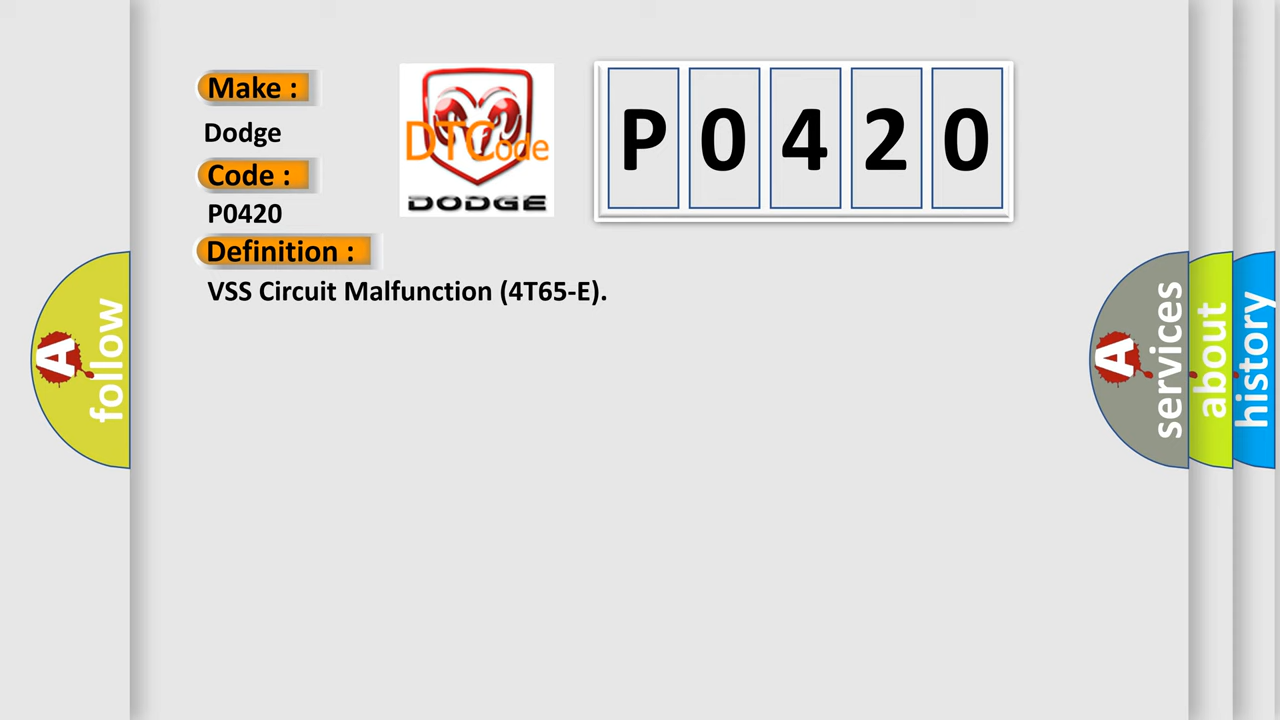 Make :
Dodge
Code :
P0420
Definition :
VSS Circuit Malfunction (4T65-E).
DTCode
DODGE
P0420
A follow
A services
about
history